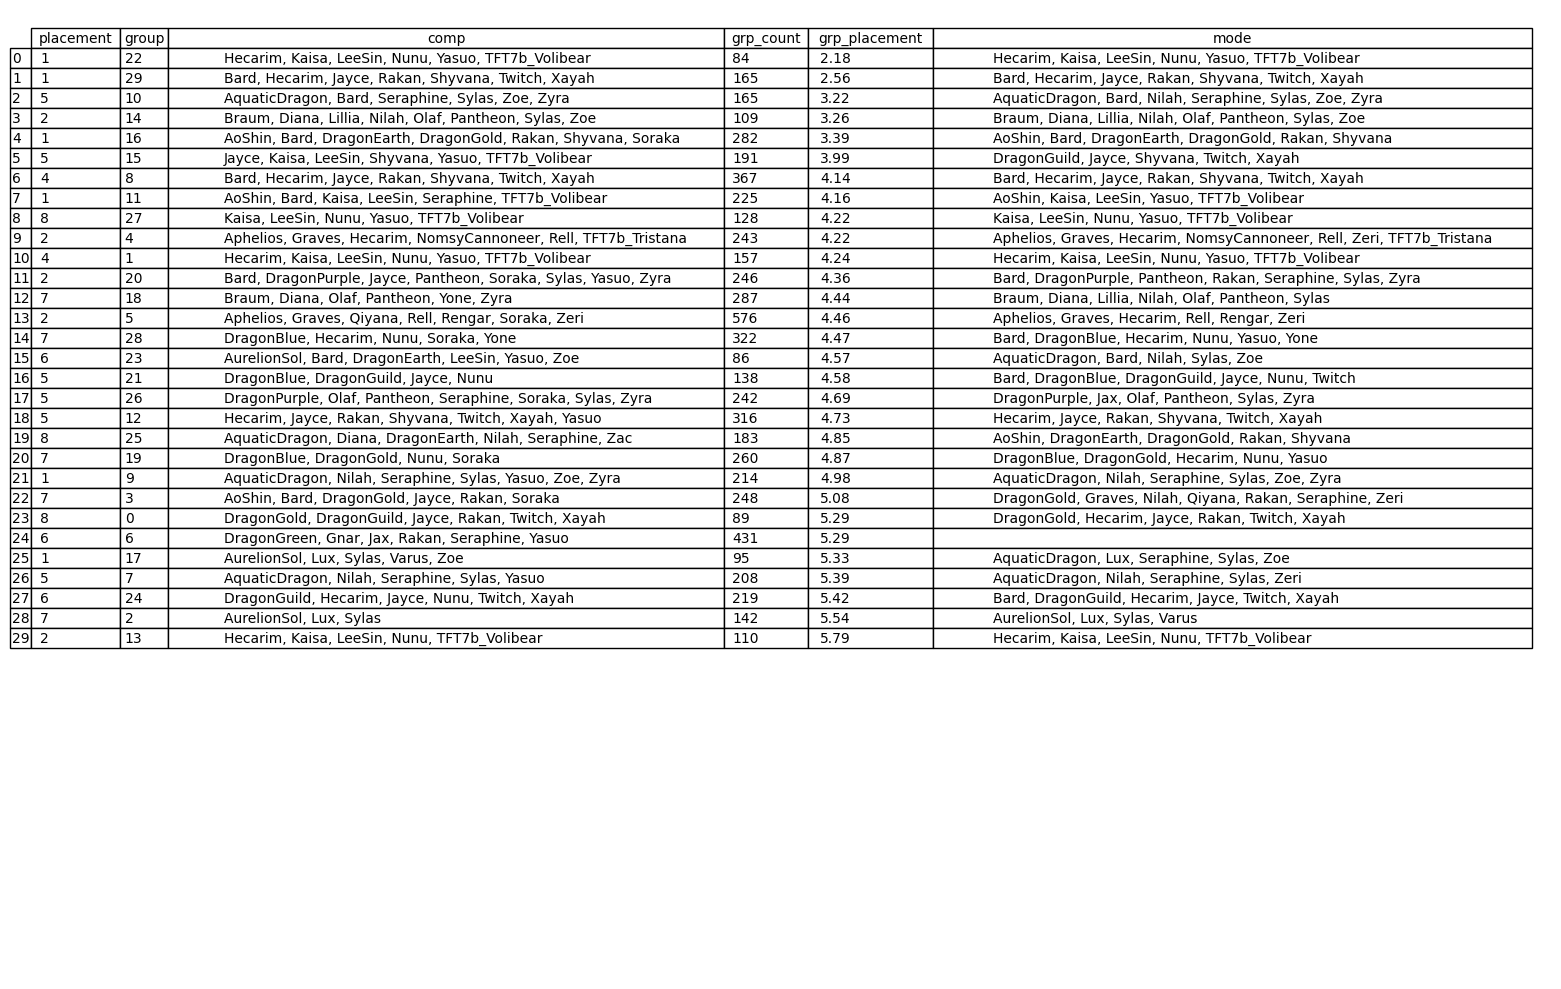 placement group comp grp_count grp_placement mode
0 1 22 Hecarim, Kaisa, LeeSin, Nunu, Yasuo, TFT7b_Volibear 84 2.18 Hecarim, Kaisa, LeeSin, Nunu, Yasuo, TFT7b_Volibear
1 1 29 Bard, Hecarim, Jayce, Rakan, Shyvana, Twitch, Xayah 165 2.56 Bard, Hecarim, Jayce, Rakan, Shyvana, Twitch, Xayah
2 5 10 AquaticDragon, Bard, Seraphine, Sylas, Zoe, Zyra 165 3.22 AquaticDragon, Bard, Nilah, Seraphine, Sylas, Zoe, Zyra
3 2 14 Braum, Diana, Lillia, Nilah, Olaf, Pantheon, Sylas, Zoe 109 3.26 Braum, Diana, Lillia, Nilah, Olaf, Pantheon, Sylas, Zoe
4 1 16 AoShin, Bard, DragonEarth, DragonGold, Rakan, Shyvana, Soraka 282 3.39 AoShin, Bard, DragonEarth, DragonGold, Rakan, Shyvana
5 5 15 Jayce, Kaisa, LeeSin, Shyvana, Yasuo, TFT7b_Volibear 191 3.99 DragonGuild, Jayce, Shyvana, Twitch, Xayah
6 4 8 Bard, Hecarim, Jayce, Rakan, Shyvana, Twitch, Xayah 367 4.14 Bard, Hecarim, Jayce, Rakan, Shyvana, Twitch, Xayah
7 1 11 AoShin, Bard, Kaisa, LeeSin, Seraphine, TFT7b_Volibear 225 4.16 AoShin, Kaisa, LeeSin, Yasuo, TFT7b_Volibear
8 8 27 Kaisa, LeeSin, Nunu, Yasuo, TFT7b_Volibear 128 4.22 Kaisa, LeeSin, Nunu, Yasuo, TFT7b_Volibear
9 2 4 Aphelios, Graves, Hecarim, NomsyCannoneer, Rell, TFT7b_Tristana 243 4.22 Aphelios, Graves, Hecarim, NomsyCannoneer, Rell, Zeri, TFT7b_Tristana
10 4 1 Hecarim, Kaisa, LeeSin, Nunu, Yasuo, TFT7b_Volibear 157 4.24 Hecarim, Kaisa, LeeSin, Nunu, Yasuo, TFT7b_Volibear
11 2 20 Bard, DragonPurple, Jayce, Pantheon, Soraka, Sylas, Yasuo, Zyra 246 4.36 Bard, DragonPurple, Pantheon, Rakan, Seraphine, Sylas, Zyra
12 7 18 Braum, Diana, Olaf, Pantheon, Yone, Zyra 287 4.44 Braum, Diana, Lillia, Nilah, Olaf, Pantheon, Sylas
13 2 5 Aphelios, Graves, Qiyana, Rell, Rengar, Soraka, Zeri 576 4.46 Aphelios, Graves, Hecarim, Rell, Rengar, Zeri
14 7 28 DragonBlue, Hecarim, Nunu, Soraka, Yone 322 4.47 Bard, DragonBlue, Hecarim, Nunu, Yasuo, Yone
15 6 23 AurelionSol, Bard, DragonEarth, LeeSin, Yasuo, Zoe 86 4.57 AquaticDragon, Bard, Nilah, Sylas, Zoe
16 5 21 DragonBlue, DragonGuild, Jayce, Nunu 138 4.58 Bard, DragonBlue, DragonGuild, Jayce, Nunu, Twitch
17 5 26 DragonPurple, Olaf, Pantheon, Seraphine, Soraka, Sylas, Zyra 242 4.69 DragonPurple, Jax, Olaf, Pantheon, Sylas, Zyra
18 5 12 Hecarim, Jayce, Rakan, Shyvana, Twitch, Xayah, Yasuo 316 4.73 Hecarim, Jayce, Rakan, Shyvana, Twitch, Xayah
19 8 25 AquaticDragon, Diana, DragonEarth, Nilah, Seraphine, Zac 183 4.85 AoShin, DragonEarth, DragonGold, Rakan, Shyvana
20 7 19 DragonBlue, DragonGold, Nunu, Soraka 260 4.87 DragonBlue, DragonGold, Hecarim, Nunu, Yasuo
21 1 9 AquaticDragon, Nilah, Seraphine, Sylas, Yasuo, Zoe, Zyra 214 4.98 AquaticDragon, Nilah, Seraphine, Sylas, Zoe, Zyra
22 7 3 AoShin, Bard, DragonGold, Jayce, Rakan, Soraka 248 5.08 DragonGold, Graves, Nilah, Qiyana, Rakan, Seraphine, Zeri
23 8 0 DragonGold, DragonGuild, Jayce, Rakan, Twitch, Xayah 89 5.29 DragonGold, Hecarim, Jayce, Rakan, Twitch, Xayah
24 6 6 DragonGreen, Gnar, Jax, Rakan, Seraphine, Yasuo 431 5.29
25 1 17 AurelionSol, Lux, Sylas, Varus, Zoe 95 5.33 AquaticDragon, Lux, Seraphine, Sylas, Zoe
26 5 7 AquaticDragon, Nilah, Seraphine, Sylas, Yasuo 208 5.39 AquaticDragon, Nilah, Seraphine, Sylas, Zeri
27 6 24 DragonGuild, Hecarim, Jayce, Nunu, Twitch, Xayah 219 5.42 Bard, DragonGuild, Hecarim, Jayce, Twitch, Xayah
28 7 2 AurelionSol, Lux, Sylas 142 5.54 AurelionSol, Lux, Sylas, Varus
29 2 13 Hecarim, Kaisa, LeeSin, Nunu, TFT7b_Volibear 110 5.79 Hecarim, Kaisa, LeeSin, Nunu, TFT7b_Volibear